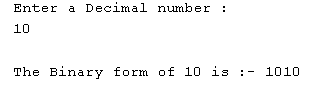 Enter a Decimal number :
10
The Binary form of 10 is :- 1010